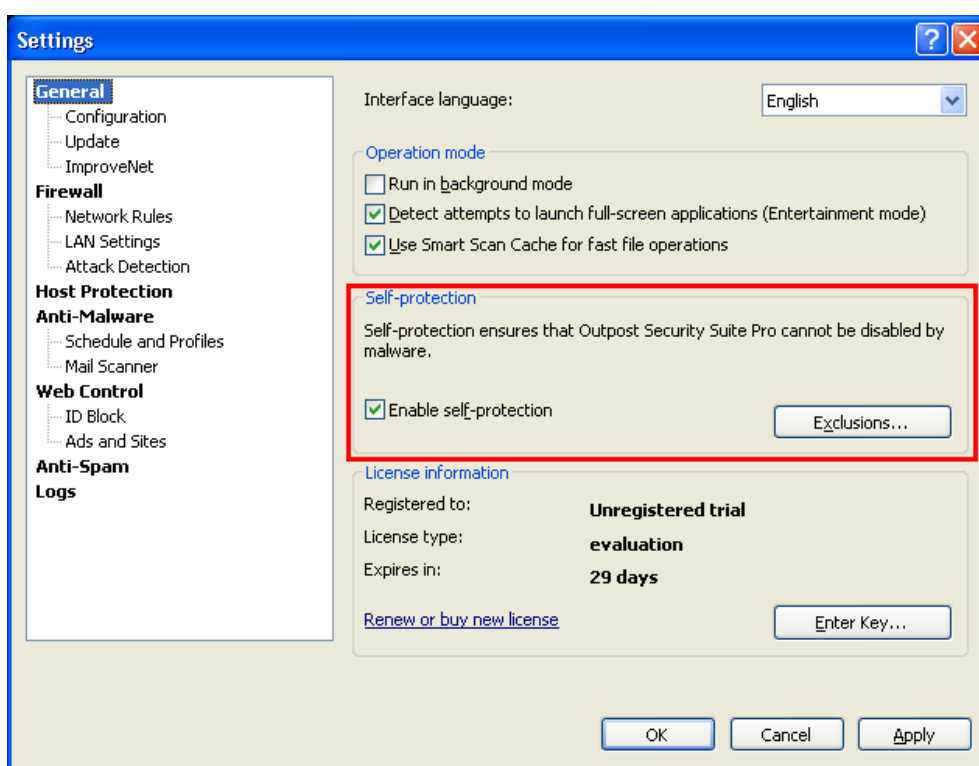 Settings
General
Configuration
Update
ImproveNet
Firewall
Network Rules
LAN Settings
Attack Detection
Host Protection
Anti-Malware
Schedule and Profiles
Mail Scanner
Web Control
ID Block
Ads and Sites
Anti-Spam
Logs
Interface language:
English
Operation mode
Run in background mode
Detect attempts to launch full-screen applications (Entertainment mode)
Use Smart Scan Cache for fast file operations
Self-protection
Self-protection ensures that Outpost Security Suite Pro cannot be disabled by
malware.
Enable self-protection
Exclusions...
License information
Registered to:
Unregistered trial
License type:
evaluation
Expires in:
29 days
Renew or buy new license
Enter Key...
OK
Cancel
Apply